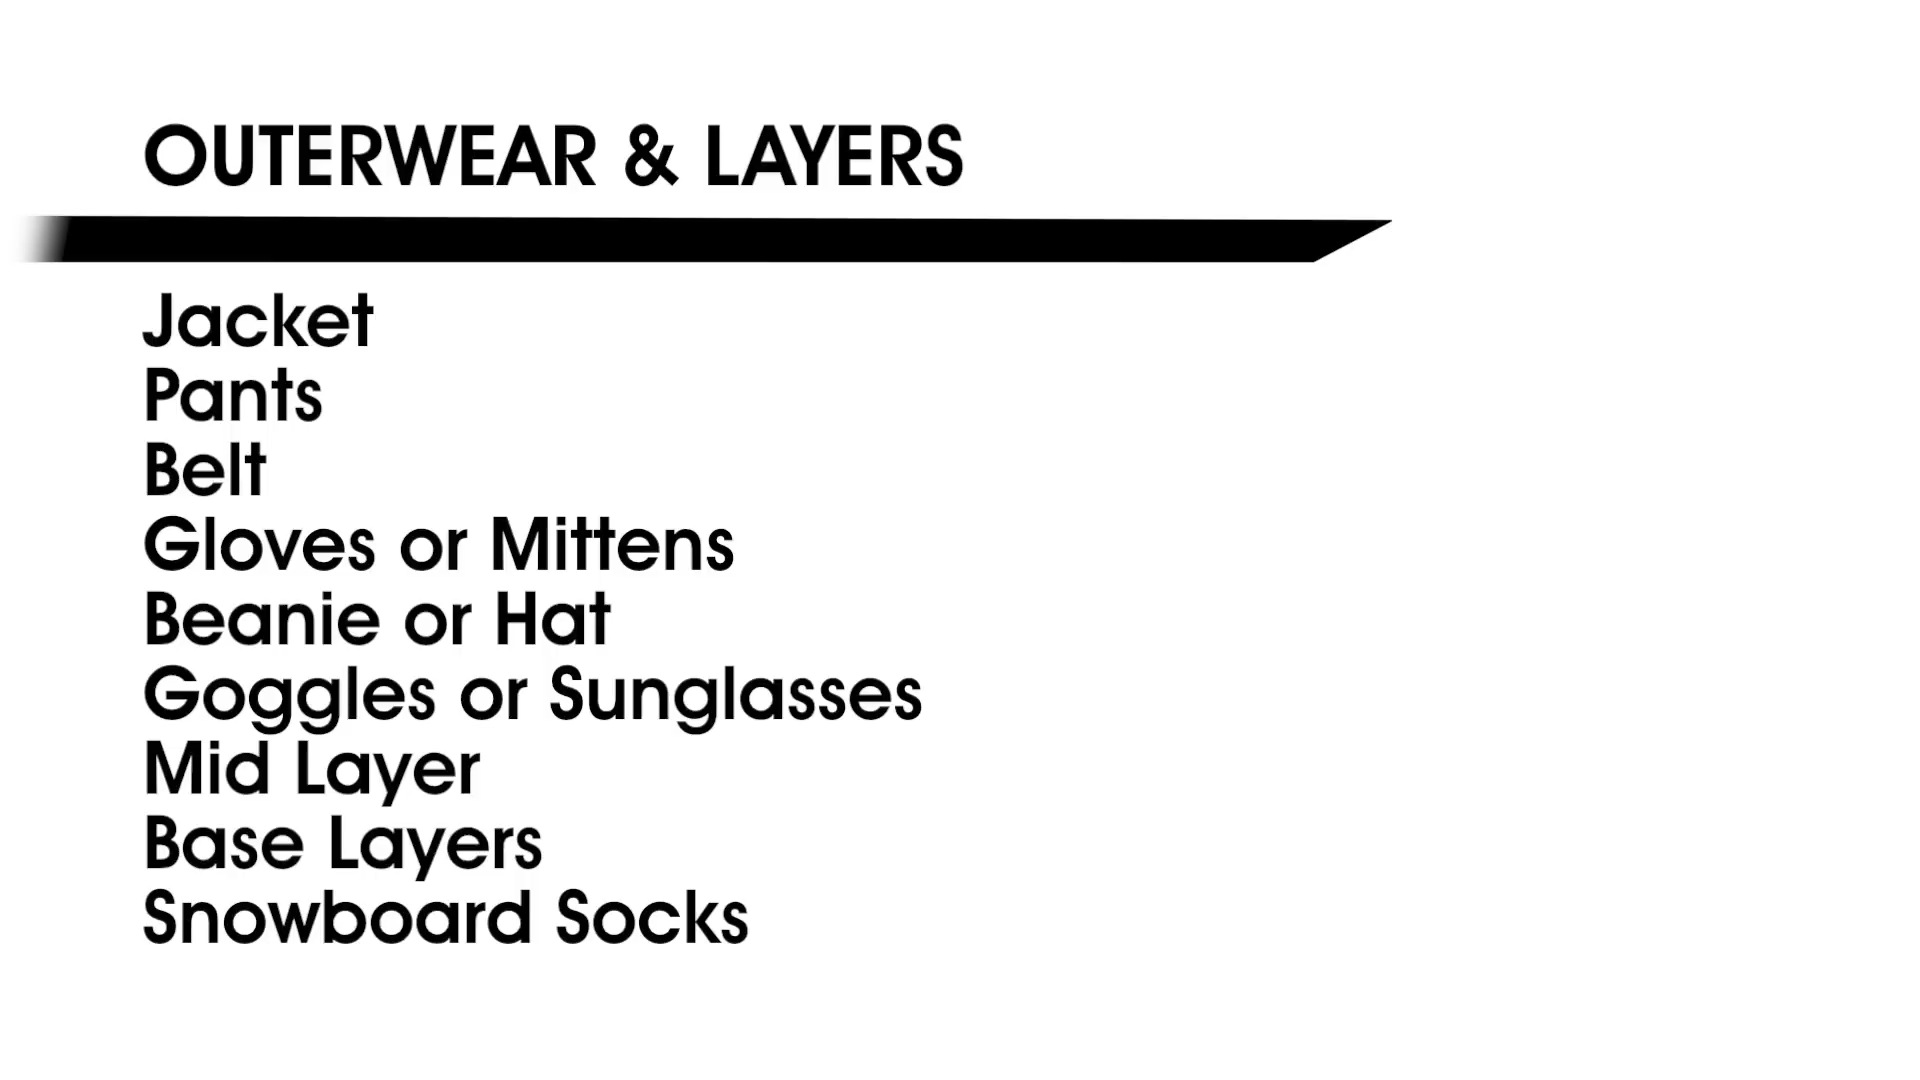 OUTERWEAR & LAYERS
Jacket
Pants
Belt
Gloves or Mittens
Beanie or Hat
Goggles or Sunglasses
Mid Layer
Base Layers
Snowboard Socks